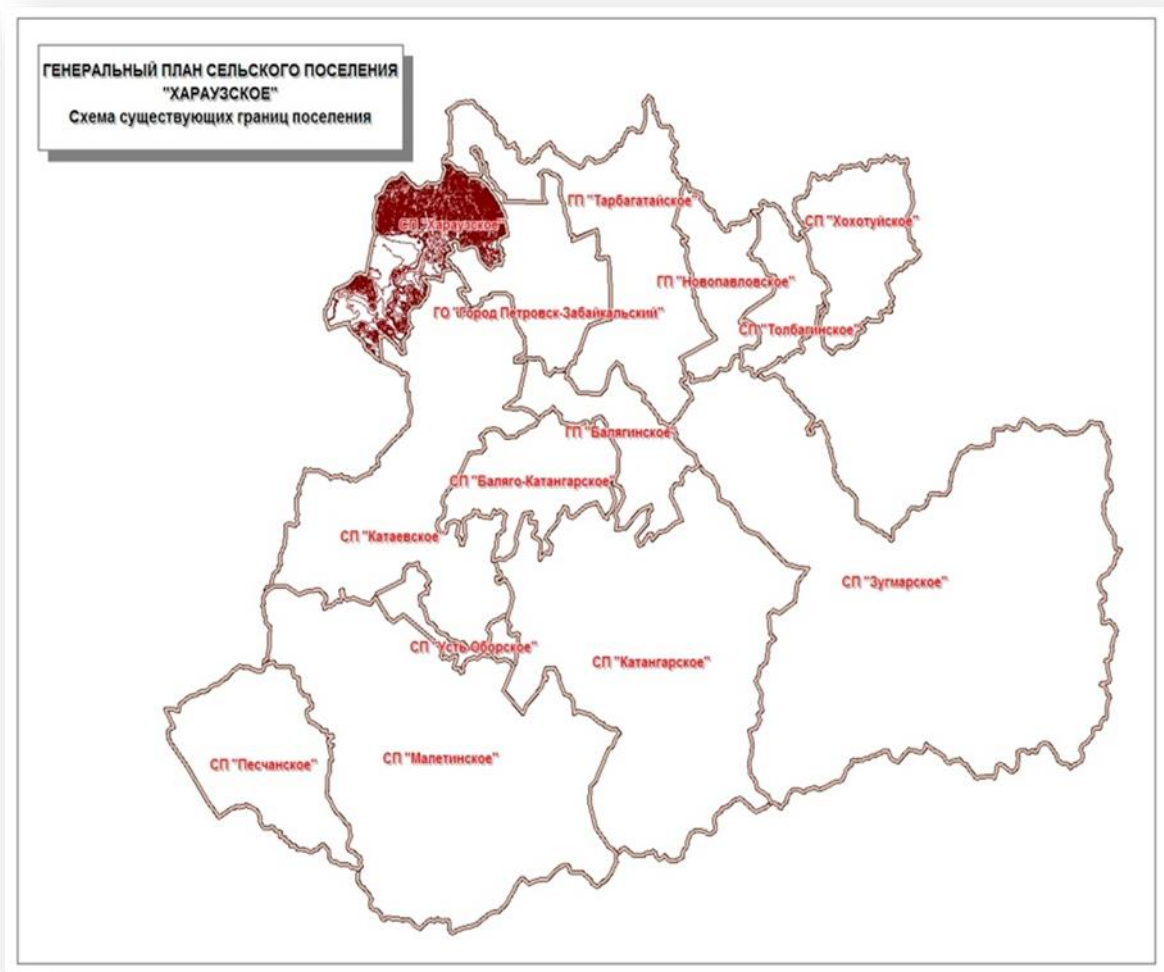 ГЕНЕРАЛЬНЫЙ ПЛАН СЕЛЬСКОГО ПОСЕЛЕНИЯ
"ХАРАУЗСКОЕ"
Схема существующих границ поселения
ГП "Тарбагатайское"
СП "Хохотуйское"
СП "Хараузское"
ГП "Новопавловское"
ГО "Город Петровск-Забайкальский"
СП "Толбагинское"
ГП "Балягинское"
СП "Баляго-Катангарское"
СП "Катаевское"
СП "Зугмарское"
СП "Усть-Оборское"
СП "Катангарское"
СП "Песчанское"
СП "Малетинское"